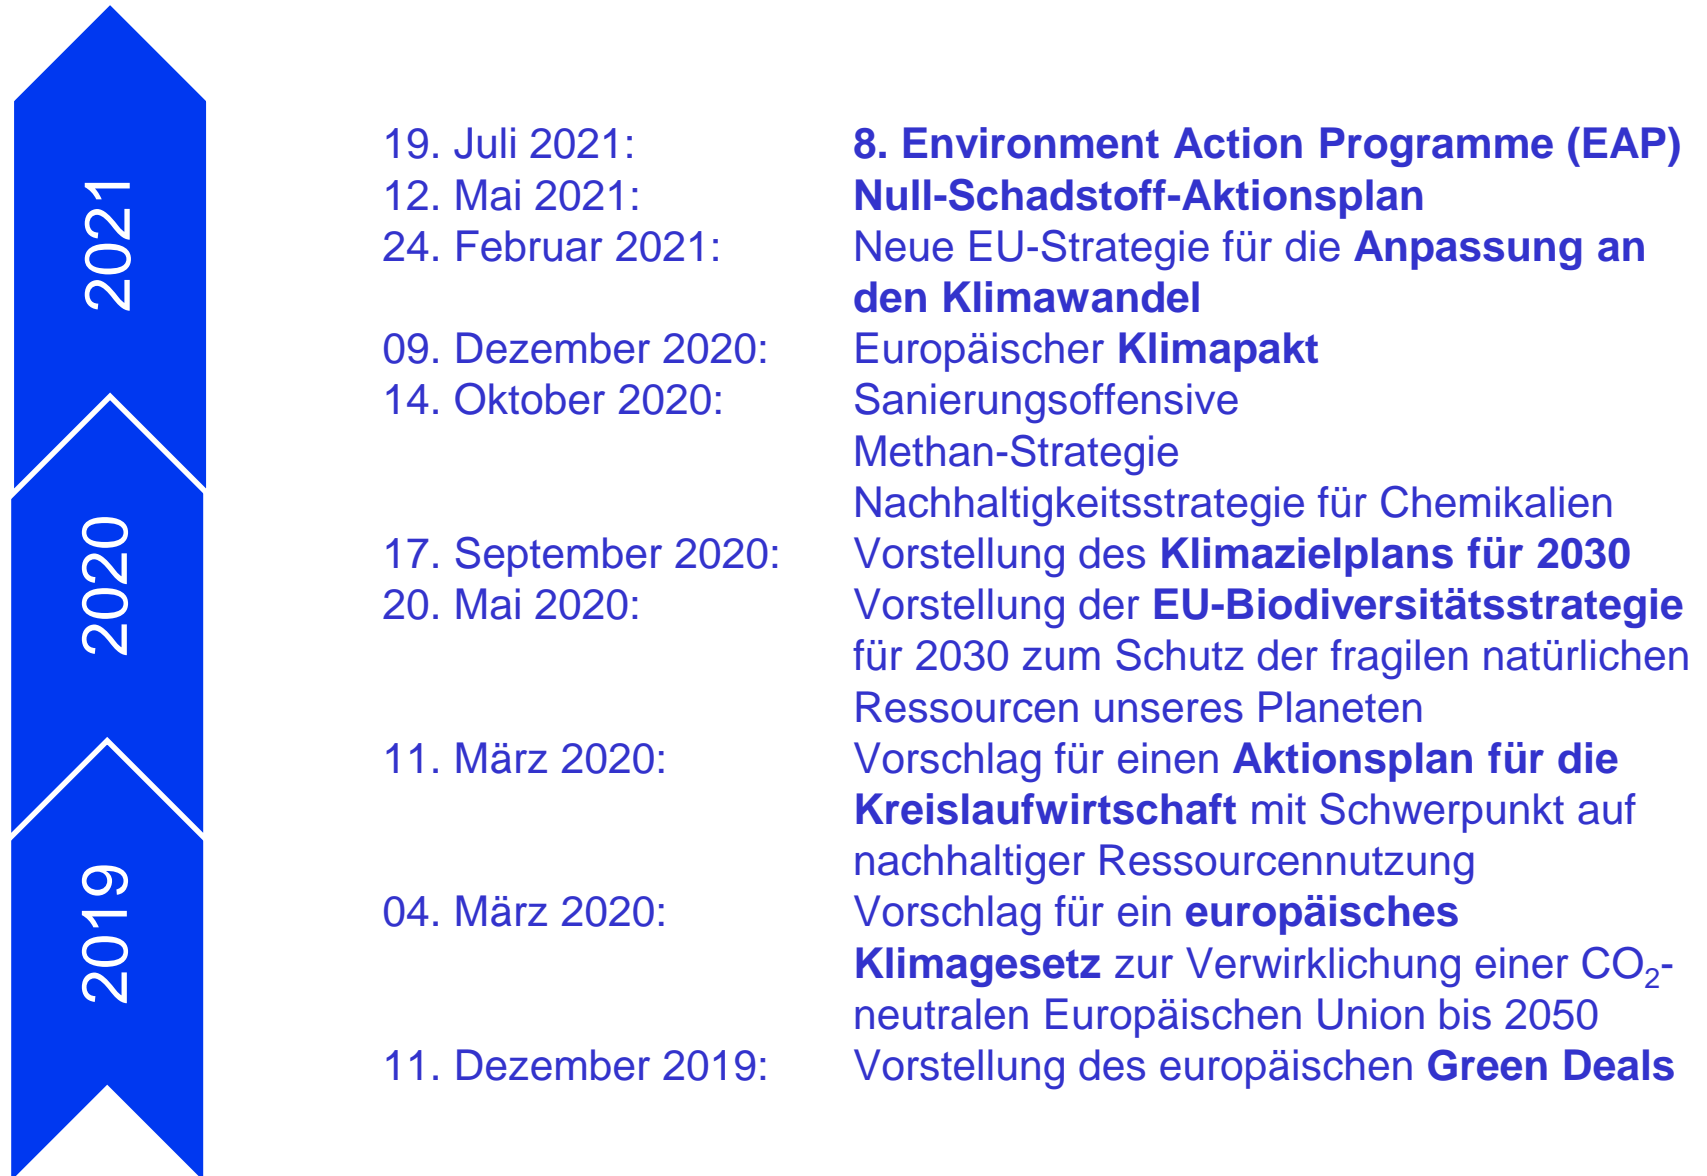 2021
2020
2019
19. Juli 2021: 8. Environment Action Programme (EAP)
12. Mai 2021: Null-Schadstoff-Aktionsplan
24. Februar 2021: Neue EU-Strategie für die Anpassung an
den Klimawandel
09. Dezember 2020: Europäischer Klimapakt
14. Oktober 2020: Sanierungsoffensive
Methan-Strategie
Nachhaltigkeitsstrategie für Chemikalien
17. September 2020: Vorstellung des Klimazielplans für 2030
20. Mai 2020: Vorstellung der EU-Biodiversitätsstrategie
für 2030 zum Schutz der fragilen natürlichen
Ressourcen unseres Planeten
11. März 2020: Vorschlag für einen Aktionsplan für die
Kreislaufwirtschaft mit Schwerpunkt auf
nachhaltiger Ressourcennutzung
04. März 2020: Vorschlag für ein europäisches
Klimagesetz zur Verwirklichung einer CO₂-
neutralen Europäischen Union bis 2050
11. Dezember 2019: Vorstellung des europäischen Green Deals